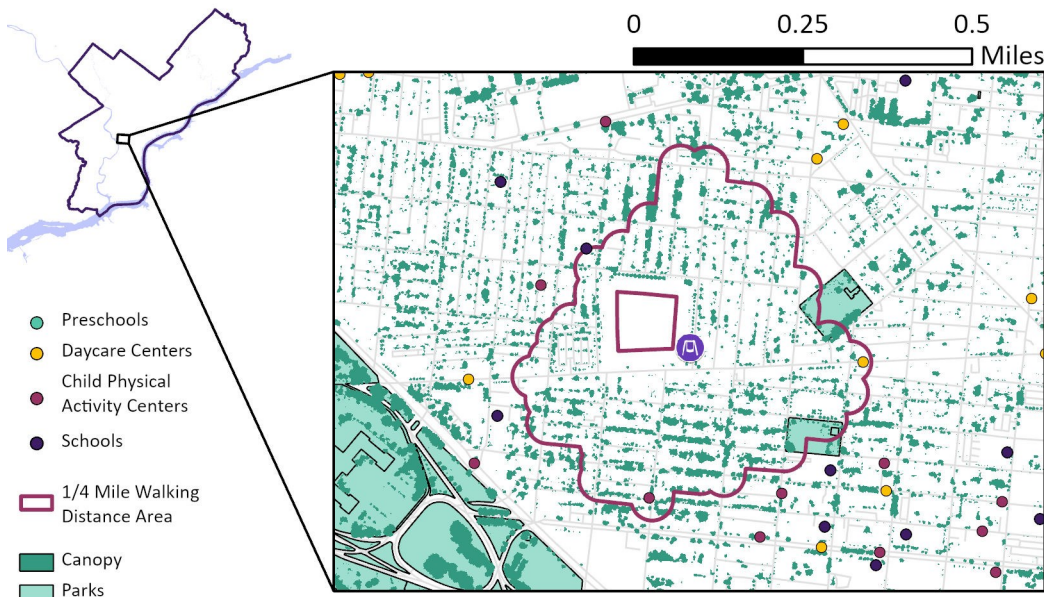 0 0.25 0.5
Miles
Preschools
Daycare Centers
Child Physical
Activity Centers
Schools
1/4 Mile Walking
Distance Area
Canopy
Parks